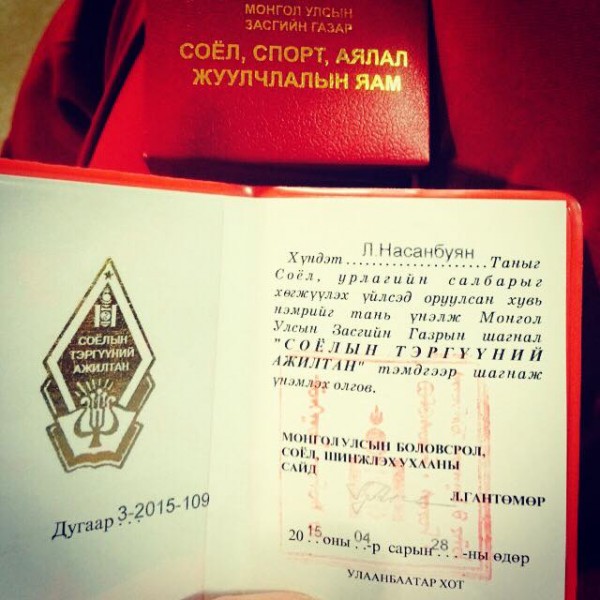 МОНГОЛ УЛСЫН
ЗАСГИЙН ГАЗАР
СОЁЛ, СПОРТ, АЯЛАЛ
ЖУУЛЧЛАЛЫН ЯАМ
СОЁЛЫН
ТЭРГҮҮНИЙ
АЖИЛТАН
Дугаар 3-2015-109
Хүндэт Л.Насанбуян Таныг
Соёл, урлагийн салбарыг
хөгжүүлэх үйлсэд оруулсан хувь
нэмрийг тань үнэлж Монгол
Улсын Засгийн Газрын шагнал
"СОЁЛЫН ТЭРГҮҮНИЙ
АЖИЛТАН" тэмдгээр шагнаж
үнэмлэх олгов.
МОНГОЛ УЛСЫН БОЛОВСРОЛ,
СОЁЛ, ШИНЖЛЭХ УХААНЫ
САЙД
Л.ГАНТӨМӨР
2015 оны 04-р сарын 28-ны өдөр
УЛААНБААТАР ХОТ